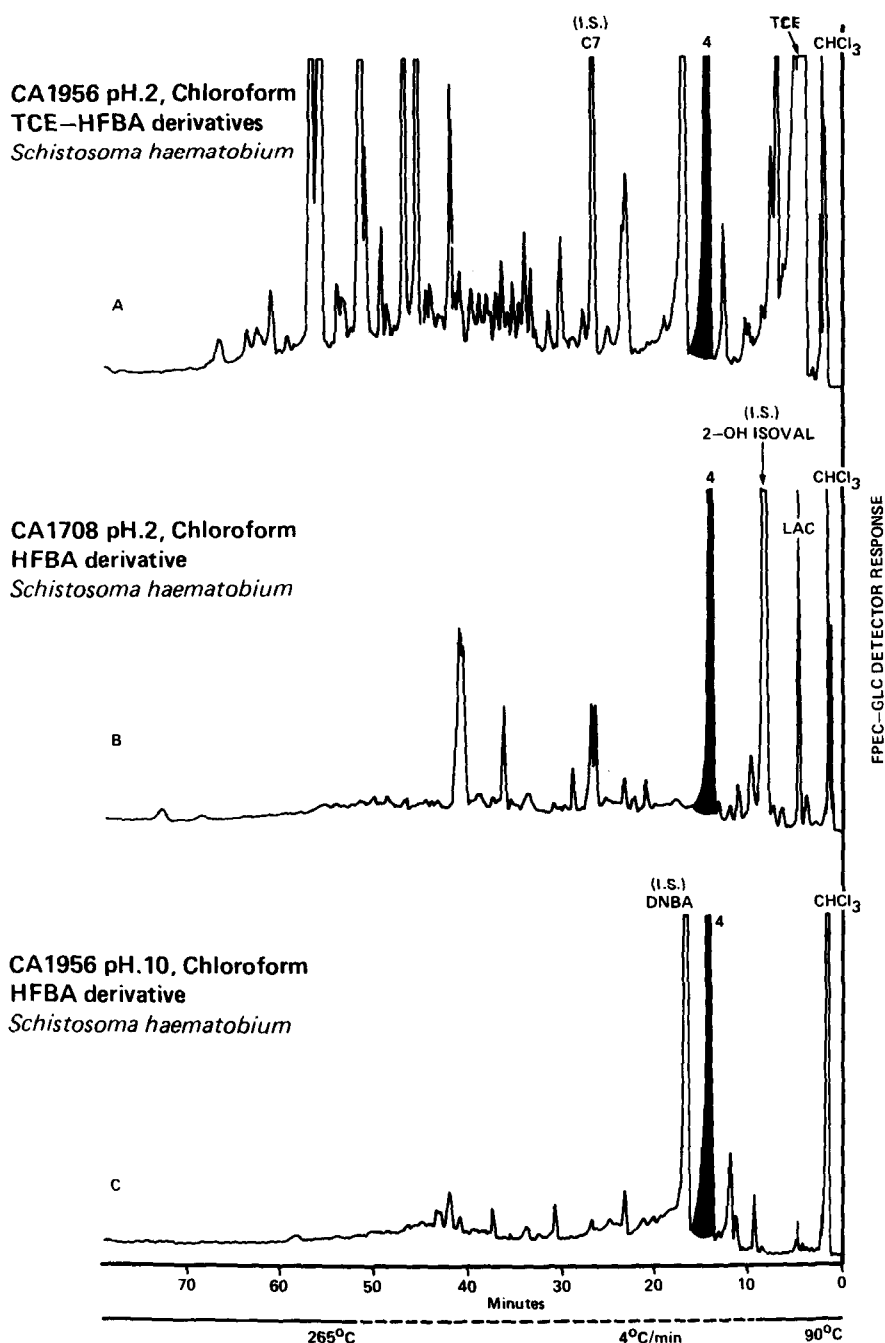 (I.S.)
C7
4
TCE
CHCl3
CA1956 pH.2, Chloroform
TCE–HFBA derivatives
Schistosoma haematobium
A
(I.S.)
2–OH ISOVAL
4
CHCl3
LAC
CA1708 pH.2, Chloroform
HFBA derivative
Schistosoma haematobium
B
FPEC–GLC DETECTOR RESPONSE
(I.S.)
DNBA
4
CHCl3
CA1956 pH.10, Chloroform
HFBA derivative
Schistosoma haematobium
C
70 60 50 40 30 20 10 0
Minutes
265°C 4°C/min 90°C